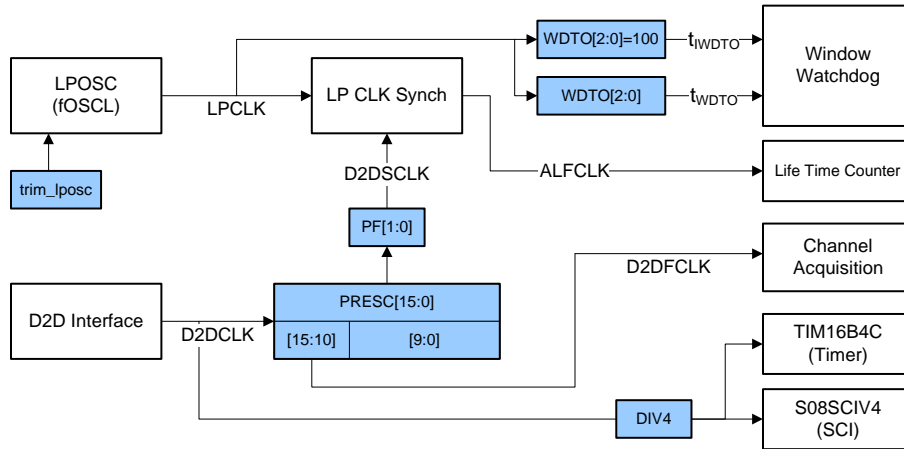 WDTO[2:0]=100
t_IWDTO
Window
Watchdog
LPOSC
(fOSCL)
LPCLK
LP CLK Synch
WDTO[2:0]
t_WDTO
trim_lposc
D2DSCLK
ALFCLK
Life Time Counter
PF[1:0]
D2DFCLK
Channel
Acquisition
D2D Interface
D2DCLK
PRESC[15:0]
[15:10]
[9:0]
TIM16B4C
(Timer)
DIV4
S08SCIV4
(SCI)